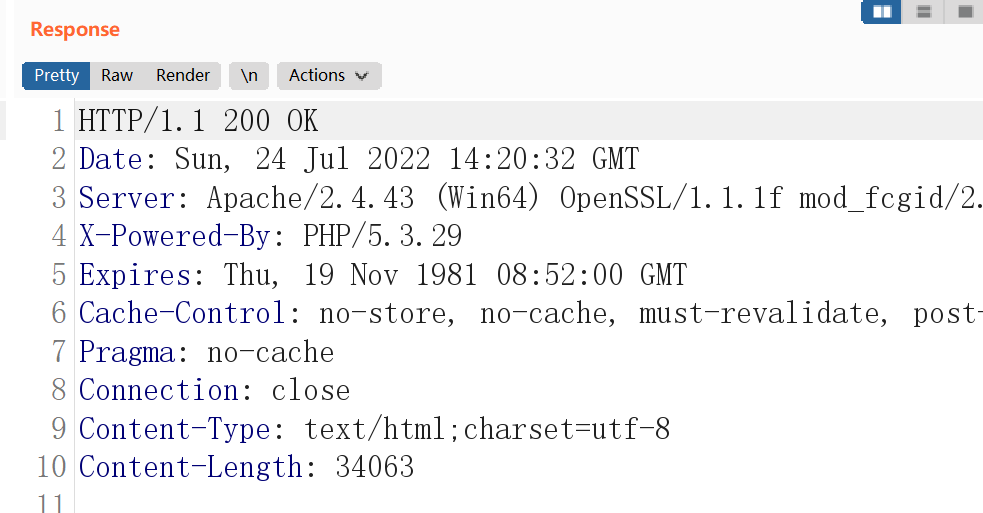 Response
Pretty Raw Render \n Actions
1 HTTP/1.1 200 OK
2 Date: Sun, 24 Jul 2022 14:20:32 GMT
3 Server: Apache/2.4.43 (Win64) OpenSSL/1.1.1f mod_fcgid/2.
4 X-Powered-By: PHP/5.3.29
5 Expires: Thu, 19 Nov 1981 08:52:00 GMT
6 Cache-Control: no-store, no-cache, must-revalidate, post-
7 Pragma: no-cache
8 Connection: close
9 Content-Type: text/html;charset=utf-8
10 Content-Length: 34063
11